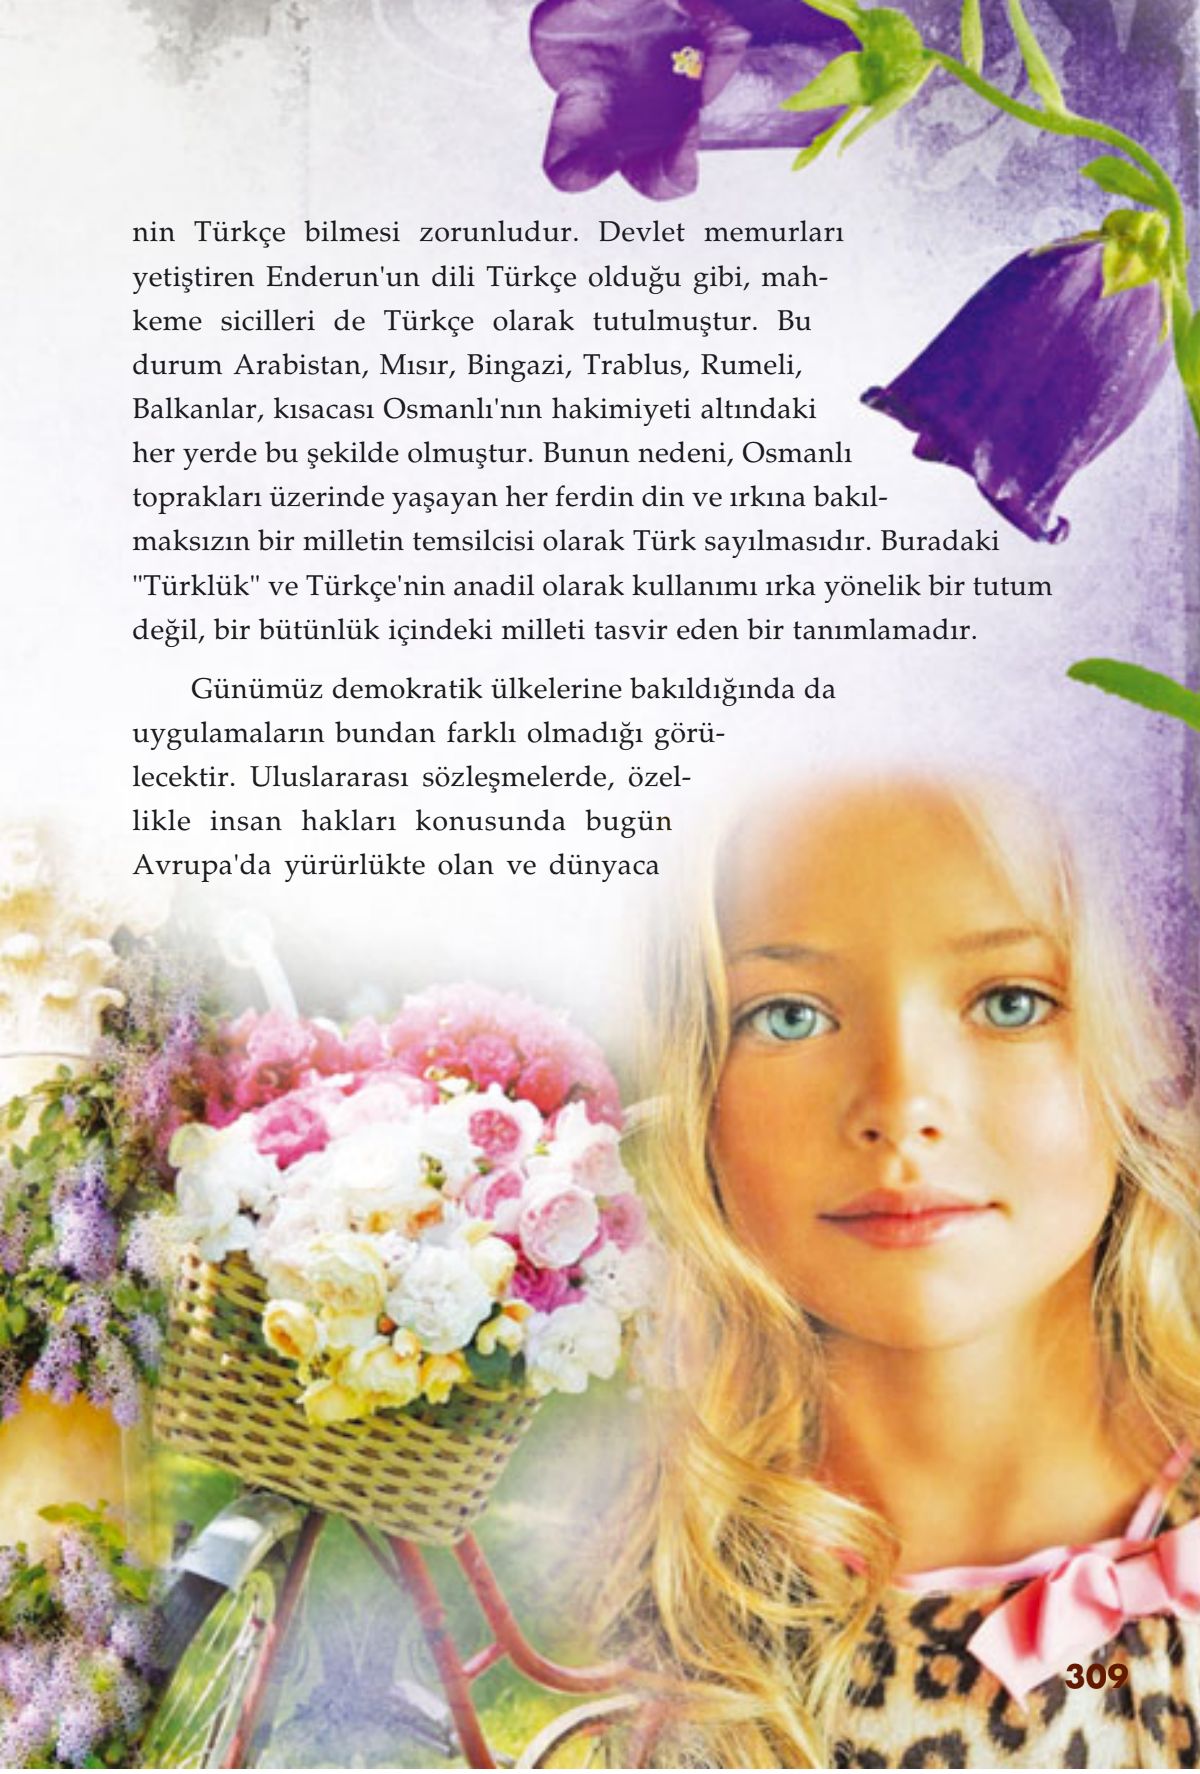 nin Türkçe bilmesi zorunludur. Devlet memurları
yetiştiren Enderun'un dili Türkçe olduğu gibi, mah-
keme sicilleri de Türkçe olarak tutulmuştur. Bu
durum Arabistan, Mısır, Bingazi, Trablus, Rumeli,
Balkanlar, kısacası Osmanlı'nın hakimiyeti altındaki
her yerde bu şekilde olmuştur. Bunun nedeni, Osmanlı
toprakları üzerinde yaşayan her ferdin din ve ırkına bakıl-
maksızın bir milletin temsilcisi olarak Türk sayılmasıdır. Buradaki
"Türklük" ve Türkçe'nin anadil olarak kullanımı ırka yönelik bir tutum
değil, bir bütünlük içindeki milleti tasvir eden bir tanımlamadır.
Günümüz demokratik ülkelerine bakıldığında da
uygulamaların bundan farklı olmadığı görü-
lecektir. Uluslararası sözleşmelerde, özel-
likle insan hakları konusunda bugün
Avrupa'da yürürlükte olan ve dünyaca
309